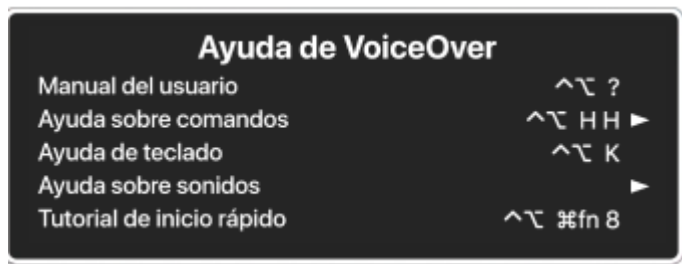 Ayuda de VoiceOver
Manual del usuario ^⌥ ?
Ayuda sobre comandos ^⌥ H H ►
Ayuda de teclado ^⌥ K
Ayuda sobre sonidos ►
Tutorial de inicio rápido ^⌥ ⌘fn 8